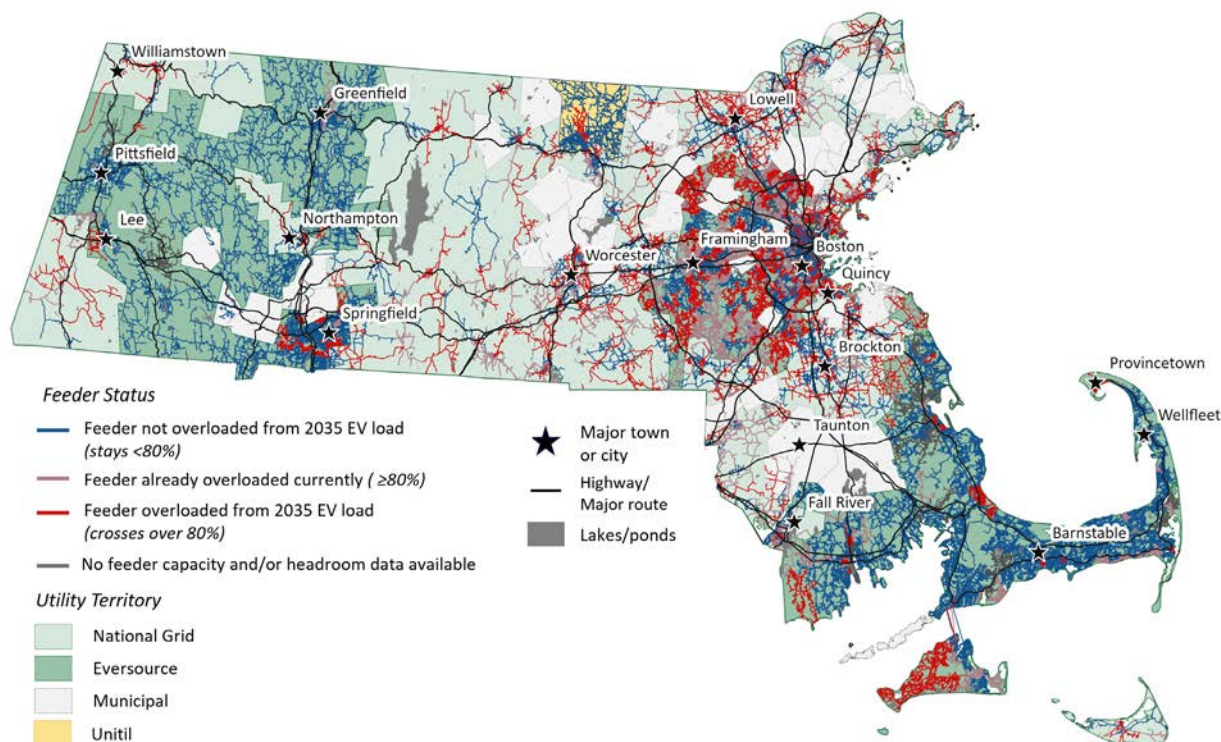 Williamstown
Greenfield
Lowell
Pittsfield
Lee
Northampton
Framingham
Boston
Worcester
Quincy
Springfield
Brockton
Provincetown
Wellfleet
Taunton
Fall River
Barnstable
Feeder Status
Feeder not overloaded from 2035 EV load
(stays <80%)
Feeder already overloaded currently ( ≥80%)
Feeder overloaded from 2035 EV load
(crosses over 80%)
No feeder capacity and/or headroom data available
Major town
or city
Highway/
Major route
Lakes/ponds
Utility Territory
National Grid
Eversource
Municipal
Unitil